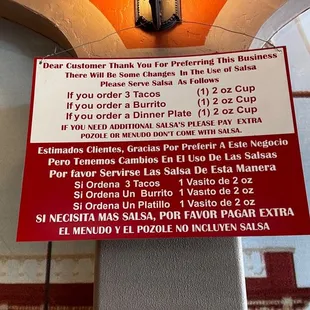 "Dear Customer Thank You For Preferring This Business
There Will Be Some Changes In The Use of Salsa
Please Serve Salsa As Follows
If you order 3 Tacos (1) 2 oz Cup
If you order a Burrito (1) 2 oz Cup
If you order a Dinner Plate (1) 2 oz Cup
IF YOU NEED ADDITIONAL SALSA'S PLEASE PAY EXTRA
POZOLE OR MENUDO DON'T COME WITH SALSA.
Estimados Clientes, Gracias Por Preferir A Este Negocio
Pero Tenemos Cambios En El Uso De Las Salsas
Por favor Servirse Las Salsa De Esta Manera
Si Ordena 3 Tacos 1 Vasito de 2 oz
Si Ordena Un Burrito 1 Vasito de 2 oz
Si Ordena Un Platillo 1 Vasito de 2 oz
SI NECISITA MAS SALSA, POR FAVOR PAGAR EXTRA
EL MENUDO Y EL POZOLE NO INCLUYEN SALSA